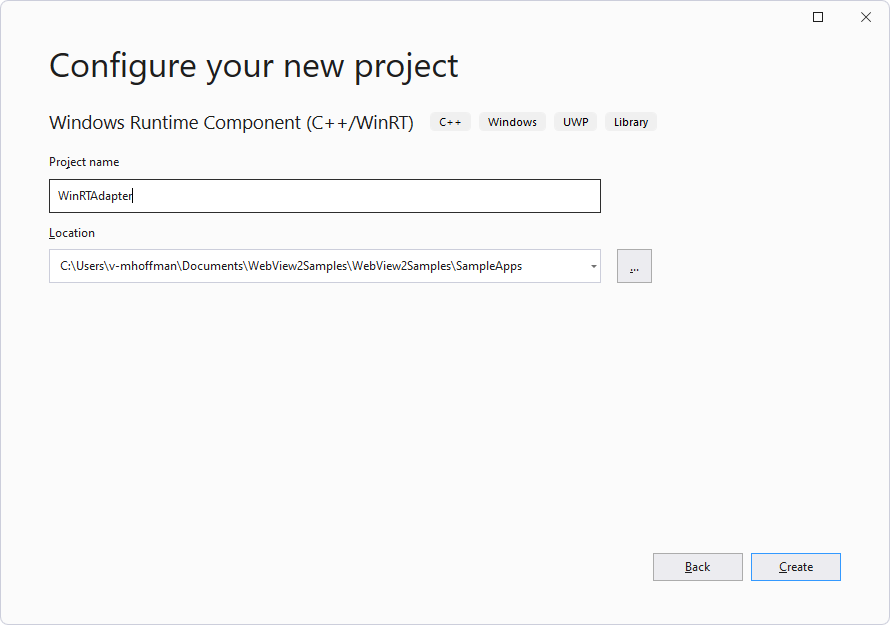 Configure your new project
Windows Runtime Component (C++/WinRT) C++ Windows UWP Library
Project name
WinRTAdapter
Location
C:\Users\v-mhoffman\Documents\WebView2Samples\WebView2Samples\SampleApps
...
Back Create